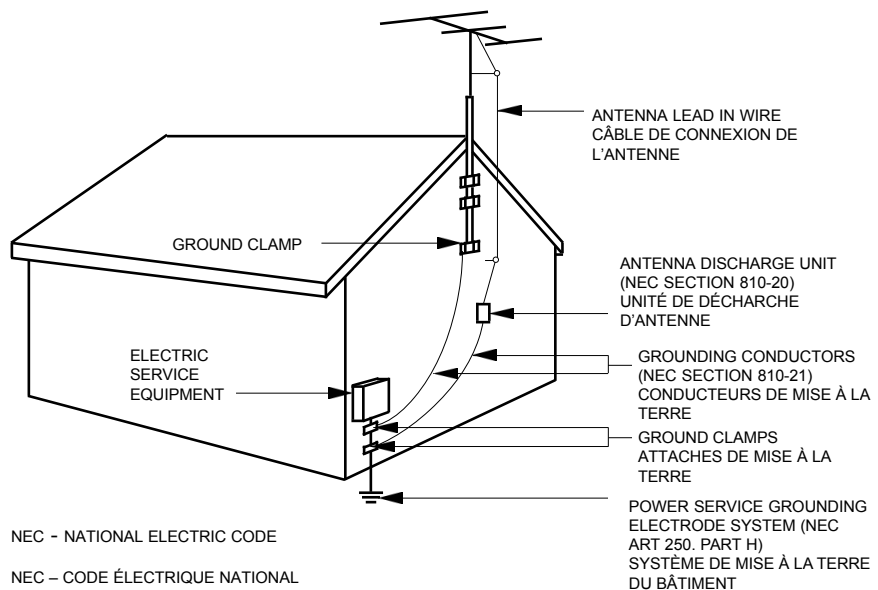 ANTENNA LEAD IN WIRE
CÂBLE DE CONNEXION DE
L'ANTENNE
GROUND CLAMP
ANTENNA DISCHARGE UNIT
(NEC SECTION 810-20)
UNITÉ DE DÉCHARCHE
D'ANTENNE
ELECTRIC
SERVICE
EQUIPMENT
GROUNDING CONDUCTORS
(NEC SECTION 810-21)
CONDUCTEURS DE MISE À LA
TERRE
GROUND CLAMPS
ATTACHES DE MISE À LA
TERRE
POWER SERVICE GROUNDING
ELECTRODE SYSTEM (NEC
ART 250. PART H)
SYSTÈME DE MISE À LA TERRE
DU BÂTIMENT
NEC - NATIONAL ELECTRIC CODE
NEC – CODE ÉLECTRIQUE NATIONAL